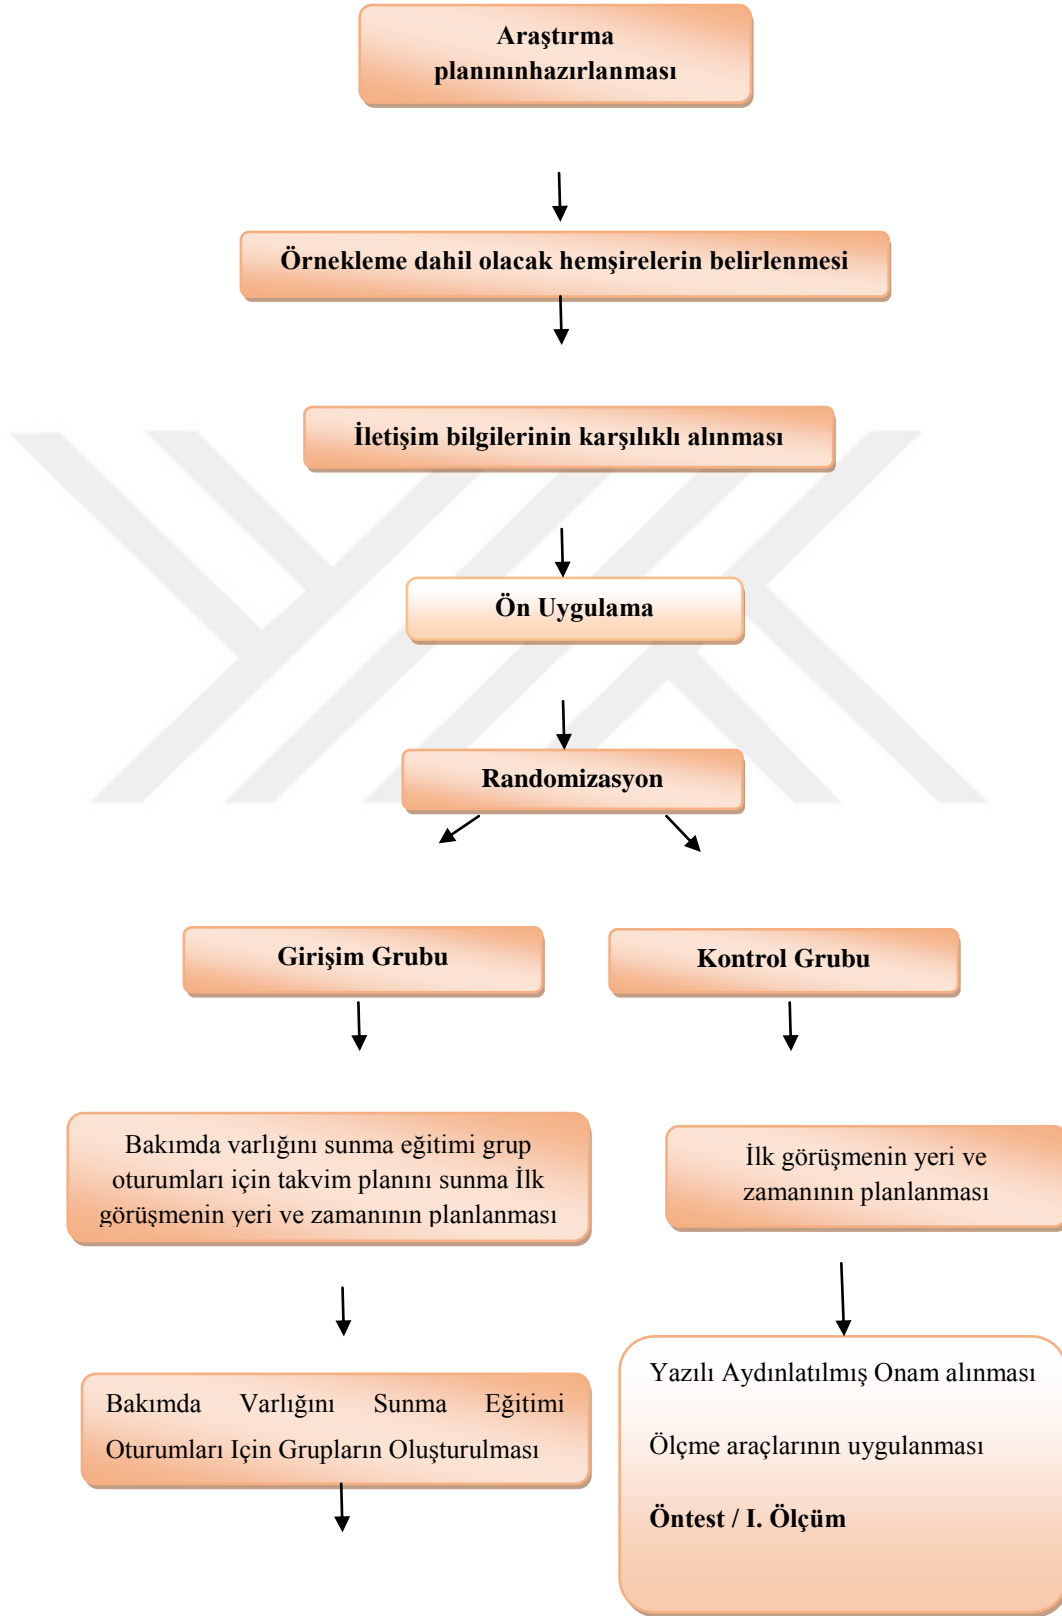 Araştırma
planınınhazırlanması
Örnekleme dahil olacak hemşirelerin belirlenmesi
İletişim bilgilerinin karşılıklı alınması
Ön Uygulama
Randomizasyon
Girişim Grubu
Kontrol Grubu
Bakımda varlığını sunma eğitimi grup
oturumları için takvim planını sunma İlk
görüşmenin yeri ve zamanının planlanması
İlk görüşmenin yeri ve
zamanının planlanması
Bakımda Varlığını Sunma Eğitimi
Oturumları Için Grupların Oluşturulması
Yazılı Aydınlatılmış Onam alınması
Ölçme araçlarının uygulanması
Öntest / I. Ölçüm